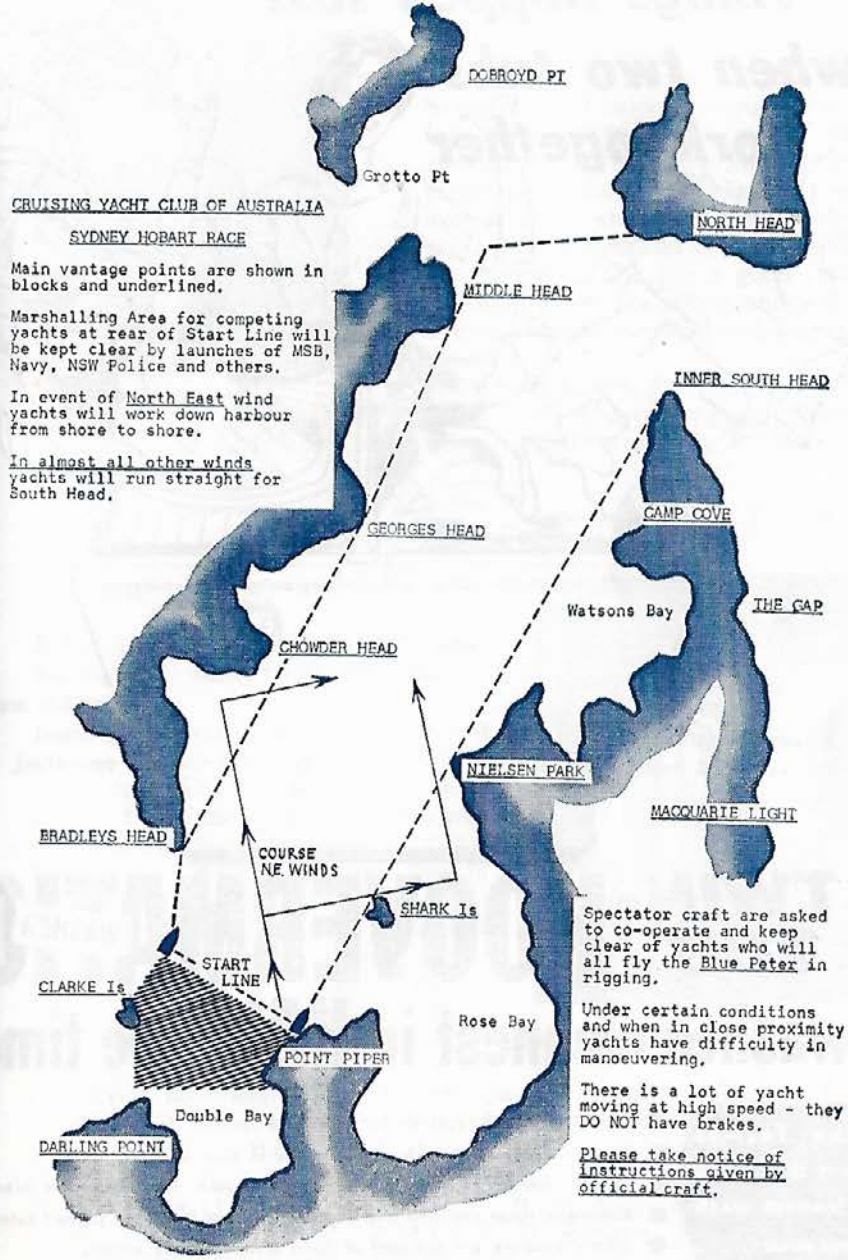 DOBROYD PT
Grotto Pt
CRUISING YACHT CLUB OF AUSTRALIA
SYDNEY HOBART RACE
NORTH HEAD
Main vantage points are shown in
blocks and underlined.
MIDDLE HEAD
Marshalling Area for competing
yachts at rear of Start Line will
be kept clear by launches of MSB,
Navy, NSW Police and others.
INNER SOUTH HEAD
In event of North East wind
yachts will work down harbour
from shore to shore.
In almost all other winds
yachts will run straight for
South Head.
CAMP COVE
GEORGES HEAD
Watsons Bay
THE GAP
CHOWDER HEAD
NIELSEN PARK
MACQUARIE LIGHT
BRADLEYS HEAD
COURSE
N.E. WINDS
SHARK Is
START
LINE
CLARKE Is
Rose Bay
POINT PIPER
Double Bay
DARLING POINT
Spectator craft are asked
to co-operate and keep
clear of yachts who will
all fly the Blue Peter in
rigging.
Under certain conditions
and when in close proximity
yachts have difficulty in
manoeuvering.
There is a lot of yacht
moving at high speed - they
DO NOT have brakes.
Please take notice of
instructions given by
official craft.